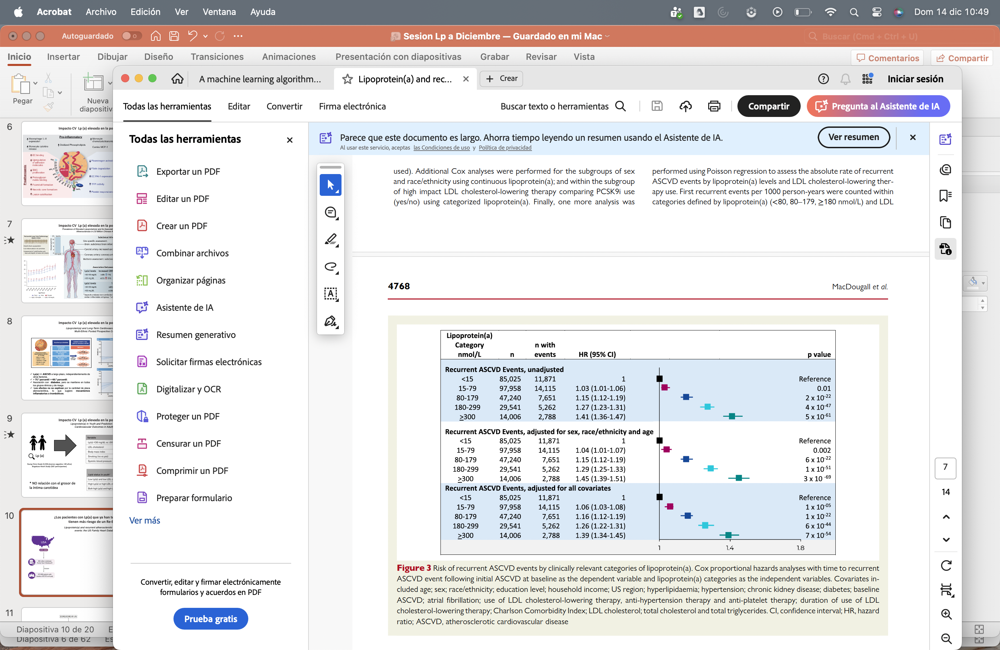 Acrobat Archivo Edición Ver Ventana Ayuda Dom 14 dic 10:49
Autoguardado Sesion Lp a Diciembre — Guardado en mi Mac Buscar (Cmd + Ctrl + U)
Inicio Insertar Dibujar Diseño Transiciones Animaciones Presentación con diapositivas Grabar Revisar Vista Comentarios Compartir
Pegar
Nueva
diapositiv
A machine learning algorithm... Lipoprotein(a) and rec... Crear Iniciar sesión
Todas las herramientas Editar Convertir Firma electrónica Buscar texto o herramientas Compartir Pregunta al Asistente de IA
6
Impacto CV Lp (a) elevada en la po
Pro-inflammatory
7
Impacto CV Lp (a) elevada en la po
8
Impacto CV Lp (a) elevada en la po
Lipoprotein(a) and Long-Term Cardiovasc
Multi-Ethnic Pooled Prospective C
9
Impacto CV Lp (a) elevada en la po
Lipoprotein(a) in Youth and Prediction
Cardiovascular Outcomes in Adult
Lp (a)
* NO relación con el grosor de
la íntima carotídea
10
¿Los pacientes con Lp(a) que ya han te
tienen más riesgo de un Re-E
Lipoprotein(a) and recurrent atherosclerotic
events: the US Family Heart Datab
USA
11
Diapositiva 10 de 20 E
Diapositiva 6 de 62 Es
Todas las herramientas
Exportar un PDF
Editar un PDF
Crear un PDF
Combinar archivos
Organizar páginas
Asistente de IA
Resumen generativo
Solicitar firmas electrónicas
Digitalizar y OCR
Proteger un PDF
Censurar un PDF
Comprimir un PDF
Preparar formulario
Ver más
Convertir, editar y firmar electrónicamente
formularios y acuerdos en PDF
Prueba gratis
Parece que este documento es largo. Ahorra tiempo leyendo un resumen usando el Asistente de IA.
Al usar este servicio, aceptas las Condiciones de uso y Política de privacidad
Ver resumen
used). Additional Cox analyses were performed for the subgroups of sex
and race/ethnicity using continuous lipoprotein(a); and within the subgroup
of high impact LDL cholesterol-lowering therapy comparing PCSK9i use
(yes/no) using categorized lipoprotein(a). Finally, one more analysis was
performed using Poisson regression to assess the absolute rate of recurrent
ASCVD events by lipoprotein(a) levels and LDL cholesterol-lowering ther-
apy use. First recurrent events per 1000 person-years were counted within
categories defined by lipoprotein(a) (<80, 80–179, ≥180 nmol/L) and LDL
4768 MacDougall et al.
Lipoprotein(a)
Category n with
nmol/L n events HR (95% CI) p value
Recurrent ASCVD Events, unadjusted
<15 85,025 11,871 1 Reference
15-79 97,958 14,115 1.03 (1.01-1.06) 0.01
80-179 47,240 7,651 1.15 (1.12-1.19) 2 x 10-22
180-299 29,541 5,262 1.27 (1.23-1.31) 4 x 10-47
≥300 14,006 2,788 1.41 (1.36-1.47) 5 x 10-61
Recurrent ASCVD Events, adjusted for sex, race/ethnicity and age
<15 85,025 11,871 1 Reference
15-79 97,958 14,115 1.04 (1.01-1.07) 0.002
80-179 47,240 7,651 1.15 (1.12-1.19) 6 x 10-22
180-299 29,541 5,262 1.29 (1.25-1.33) 1 x 10-51
≥300 14,006 2,788 1.45 (1.39-1.51) 3 x 10 -69
Recurrent ASCVD Events, adjusted for all covariates
<15 85,025 11,871 1 Reference
15-79 97,958 14,115 1.06 (1.03-1.08) 1 x 10-05
80-179 47,240 7,651 1.16 (1.12-1.19) 1 x 10-22
180-299 29,541 5,262 1.26 (1.22-1.31) 6 x 10-44
≥300 14,006 2,788 1.39 (1.34-1.45) 7 x 10-54
1 1.4 1.8
Figure 3 Risk of recurrent ASCVD events by clinically relevant categories of lipoprotein(a). Cox proportional hazards analyses with time to recurrent
ASCVD event following initial ASCVD at baseline as the dependent variable and lipoprotein(a) categories as the independent variables. Covariates in-
cluded age; sex; race/ethnicity; education level; household income; US region; hyperlipidaemia; hypertension; chronic kidney disease; diabetes; baseline
ASCVD; atrial fibrillation; use of LDL cholesterol-lowering therapy, anti-hypertension therapy and anti-platelet therapy; duration of use of LDL
cholesterol-lowering therapy; Charlson Comorbidity Index; LDL cholesterol; total cholesterol and total triglycerides. CI, confidence interval; HR, hazard
ratio; ASCVD, atherosclerotic cardiovascular disease
7
14